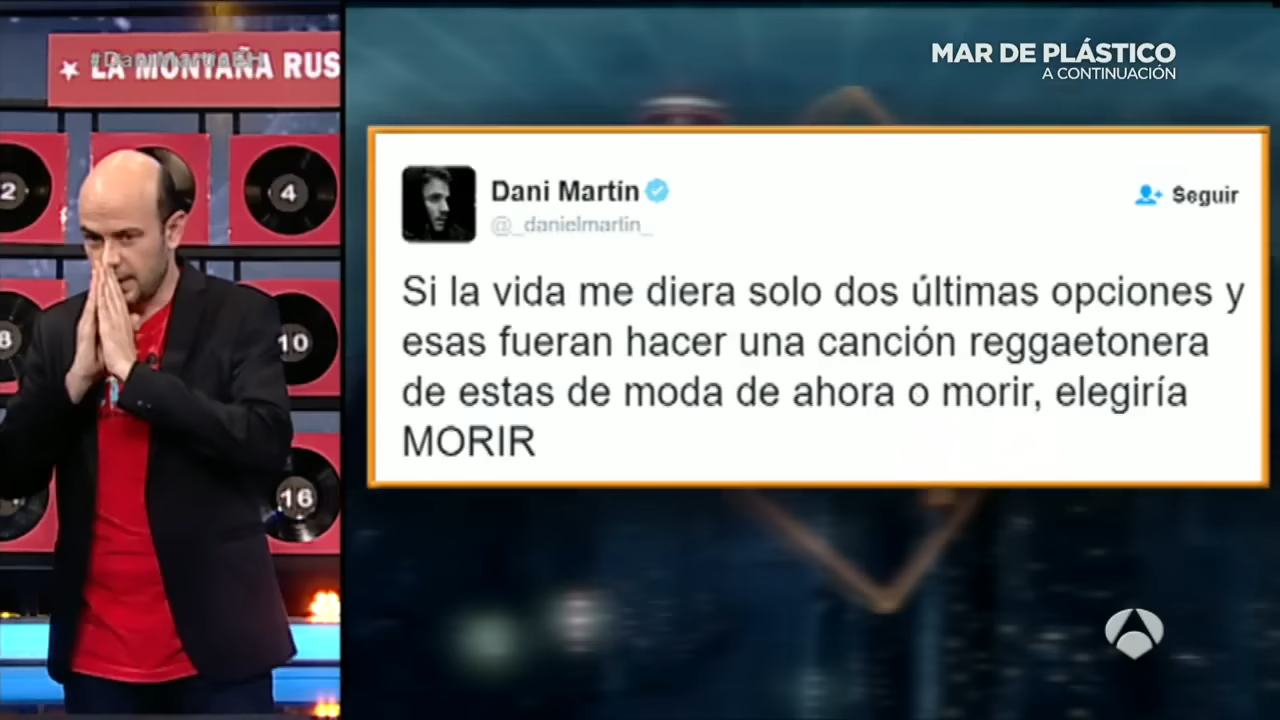 MAR DE PLÁSTICO
A CONTINUACIÓN
#DaniMartínEH
LA MONTAÑA RUS
2
4
8
10
16
Dani Martín
@_danielmartin_
Seguir
Si la vida me diera solo dos últimas opciones y
esas fueran hacer una canción reggaetonera
de estas de moda de ahora o morir, elegiría
MORIR